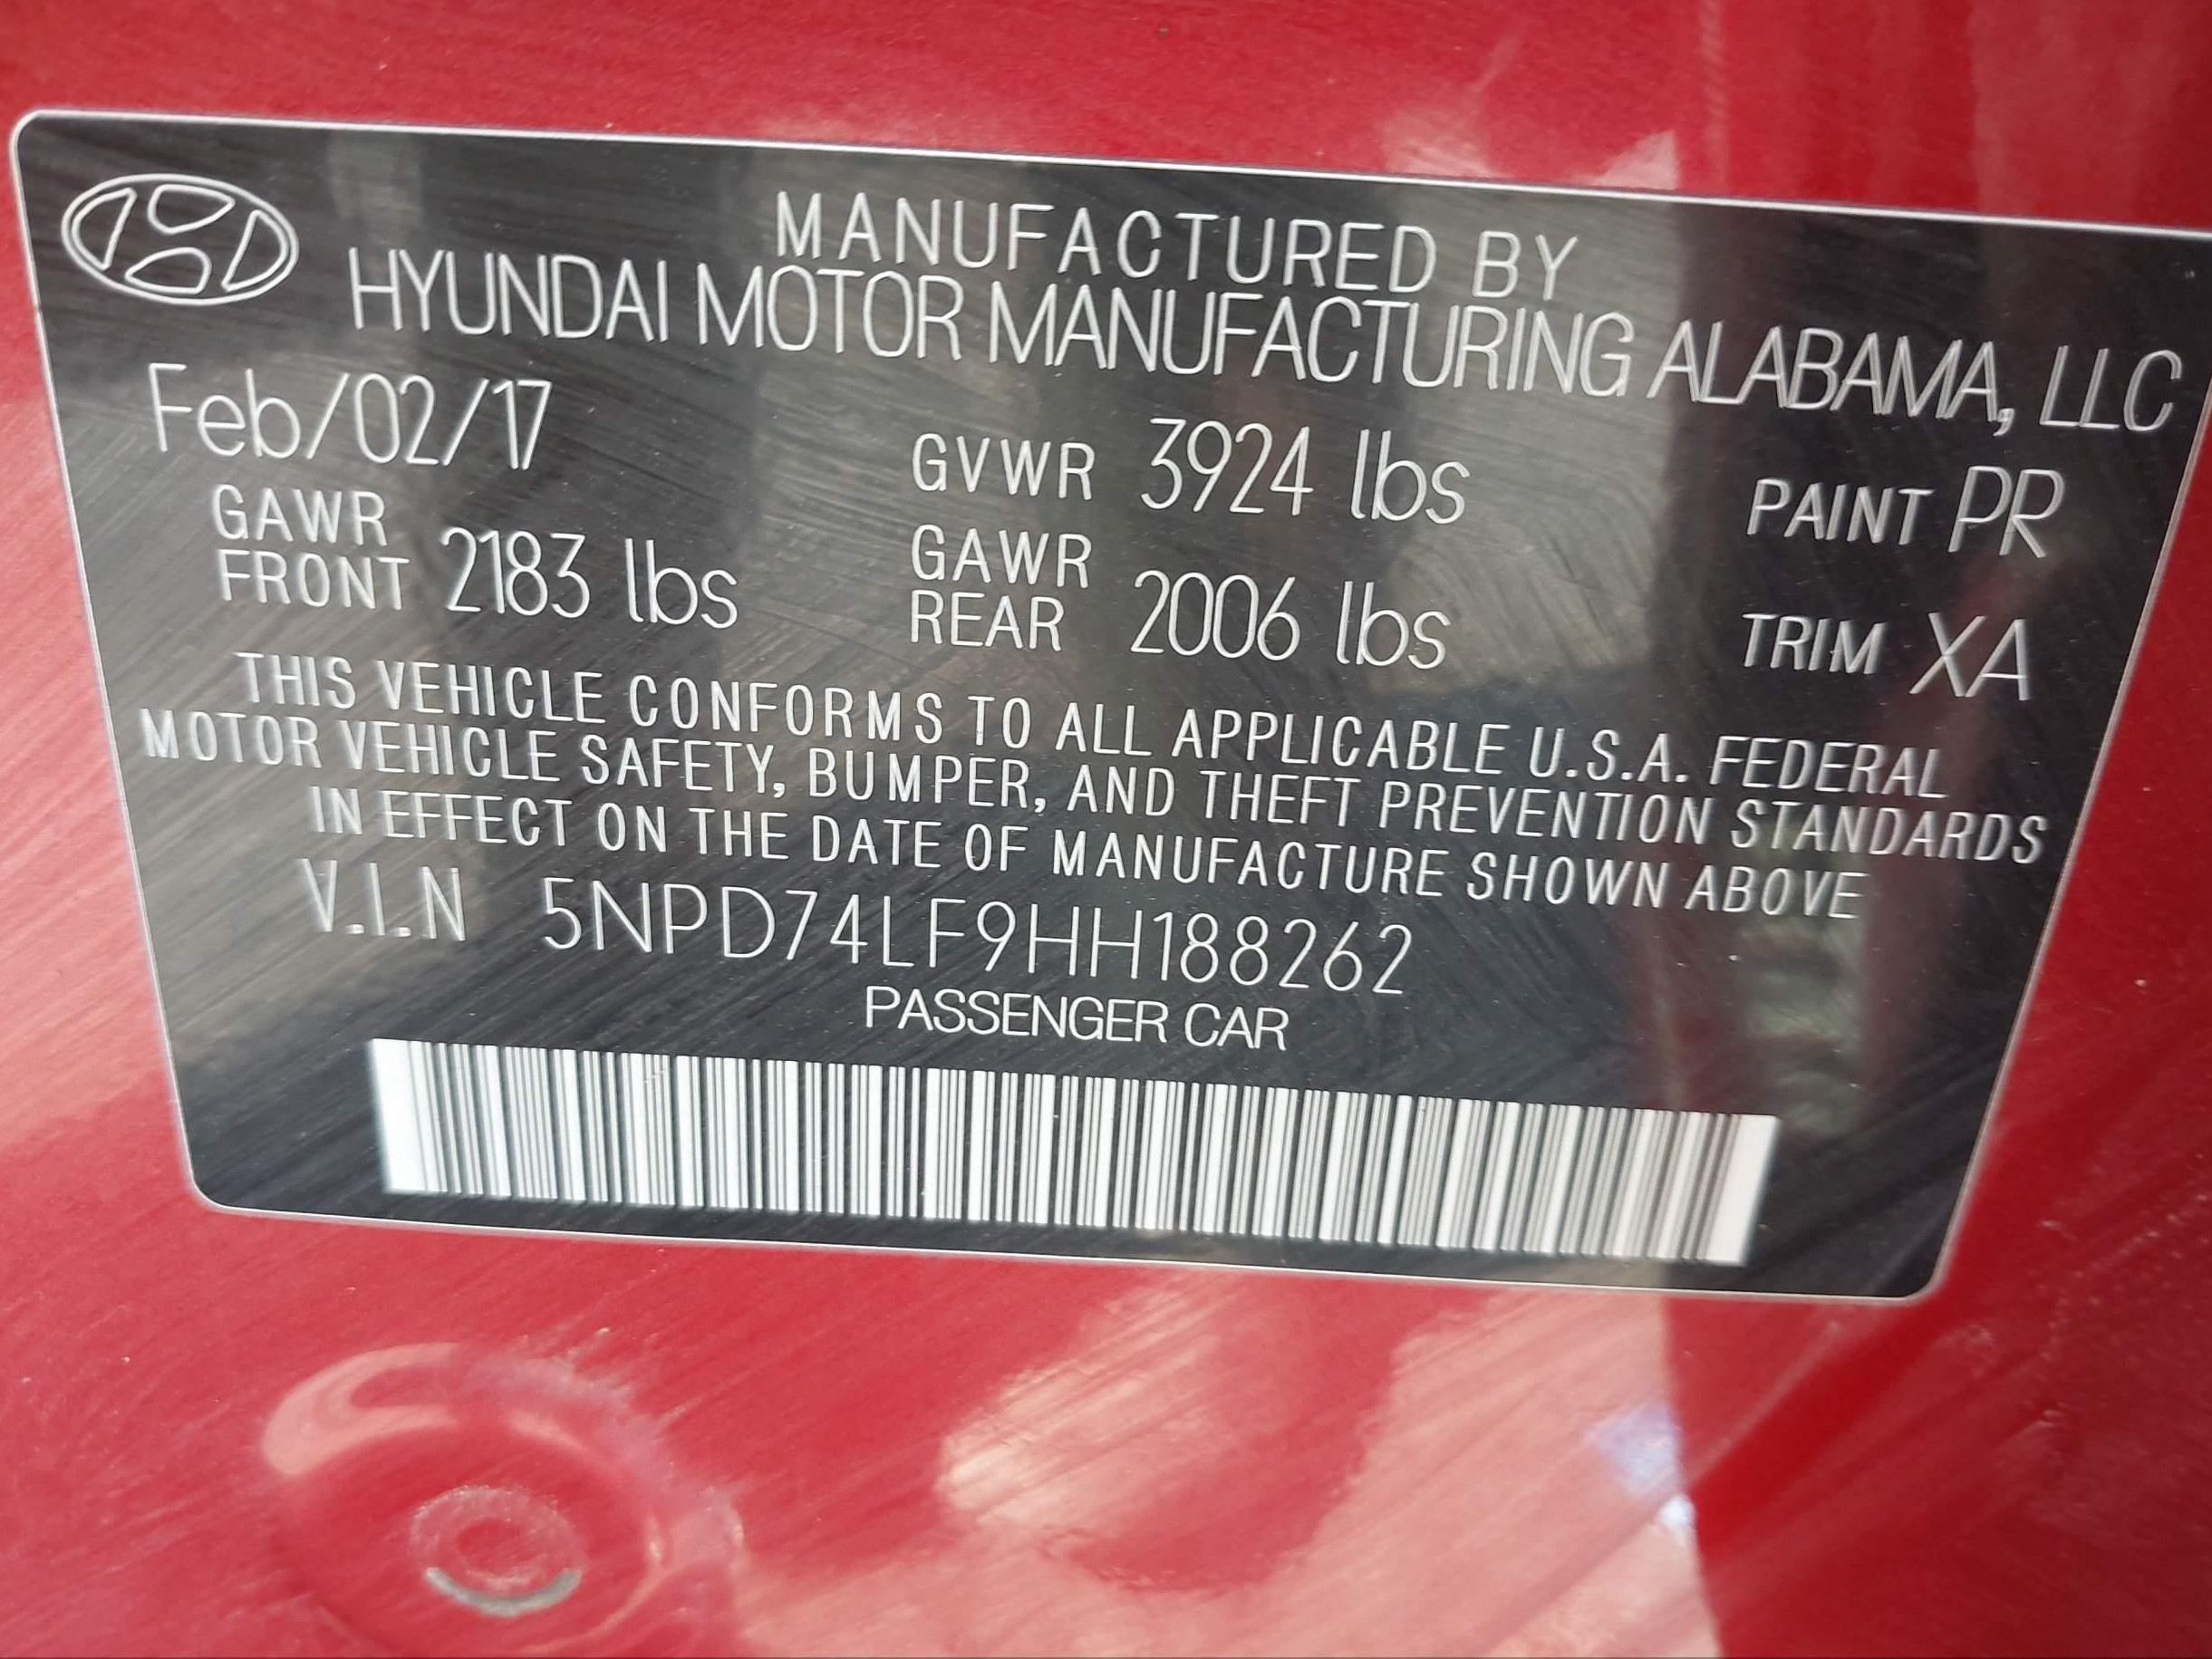 MANUFACTURED BY
HYUNDAI MOTOR MANUFACTURING ALABAMA, LLC
Feb/02/17 GVWR 3924 lbs PAINT PR
GAWR FRONT 2183 lbs GAWR REAR 2006 lbs TRIM XA
THIS VEHICLE CONFORMS TO ALL APPLICABLE U.S.A. FEDERAL
MOTOR VEHICLE SAFETY, BUMPER, AND THEFT PREVENTION STANDARDS
IN EFFECT ON THE DATE OF MANUFACTURE SHOWN ABOVE
V.I.N 5NPD74LF9HH188262
PASSENGER CAR